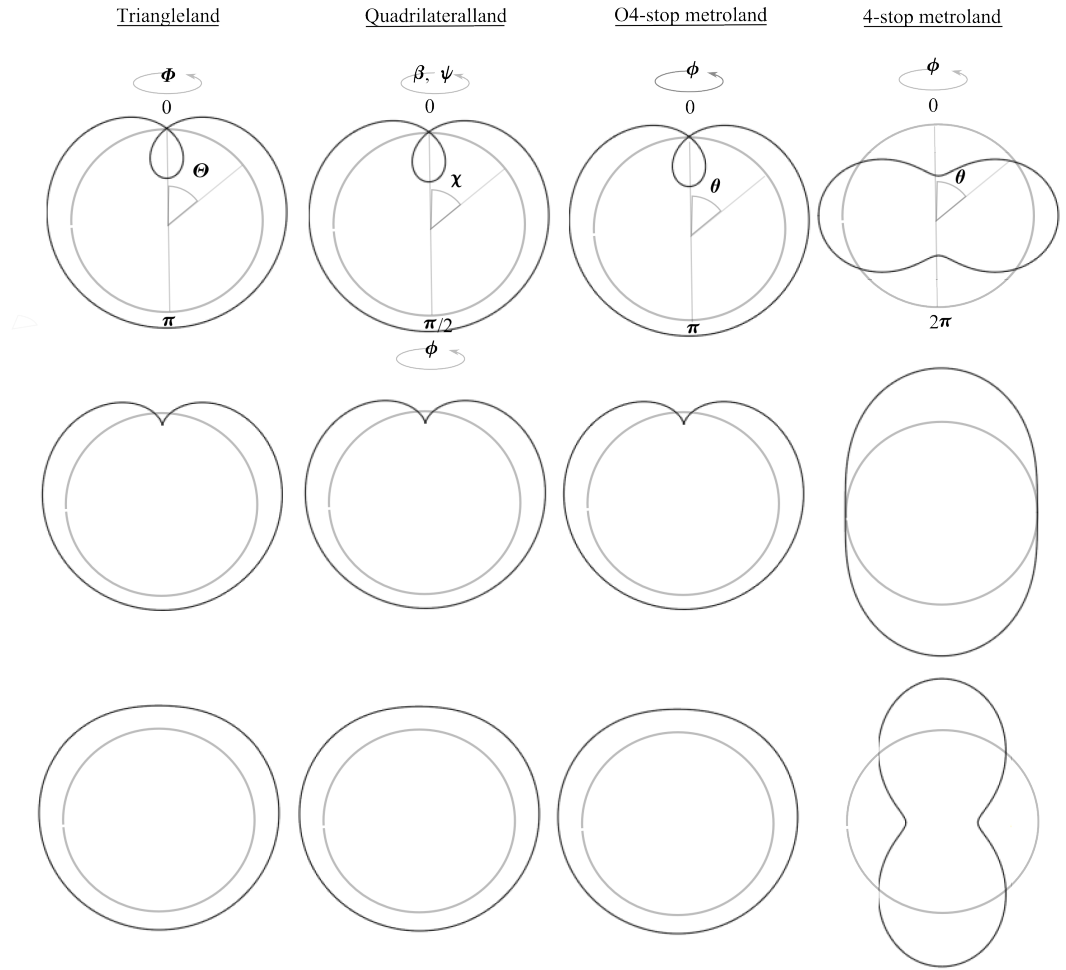 Triangleland Quadrilateralland O4-stop metroland 4-stop metroland
Φ β, ψ ϕ ϕ
0 0 0 0
Θ χ θ θ
π π/2 π 2π
ϕ